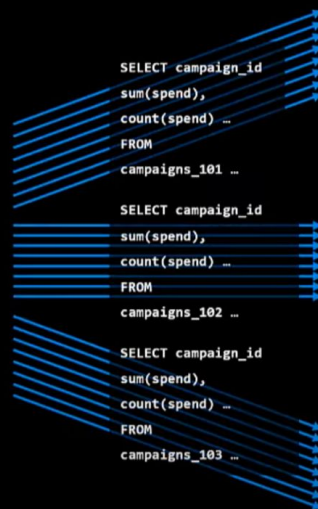 SELECT campaign_id
sum(spend),
count(spend) …
FROM
campaigns_101 …
SELECT campaign_id
sum(spend),
count(spend) …
FROM
campaigns_102 …
SELECT campaign_id
sum(spend),
count(spend) …
FROM
campaigns_103 …